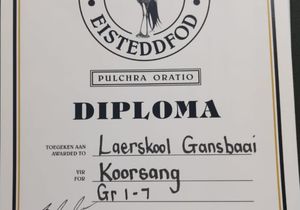 EISTEDDFOD
PULCHRA ORATIO
DIPLOMA
TOEGEKEN AAN
AWARDED TO
Laerskool Gansbaai
VIR
FOR
Koorsang
Gr 1-7